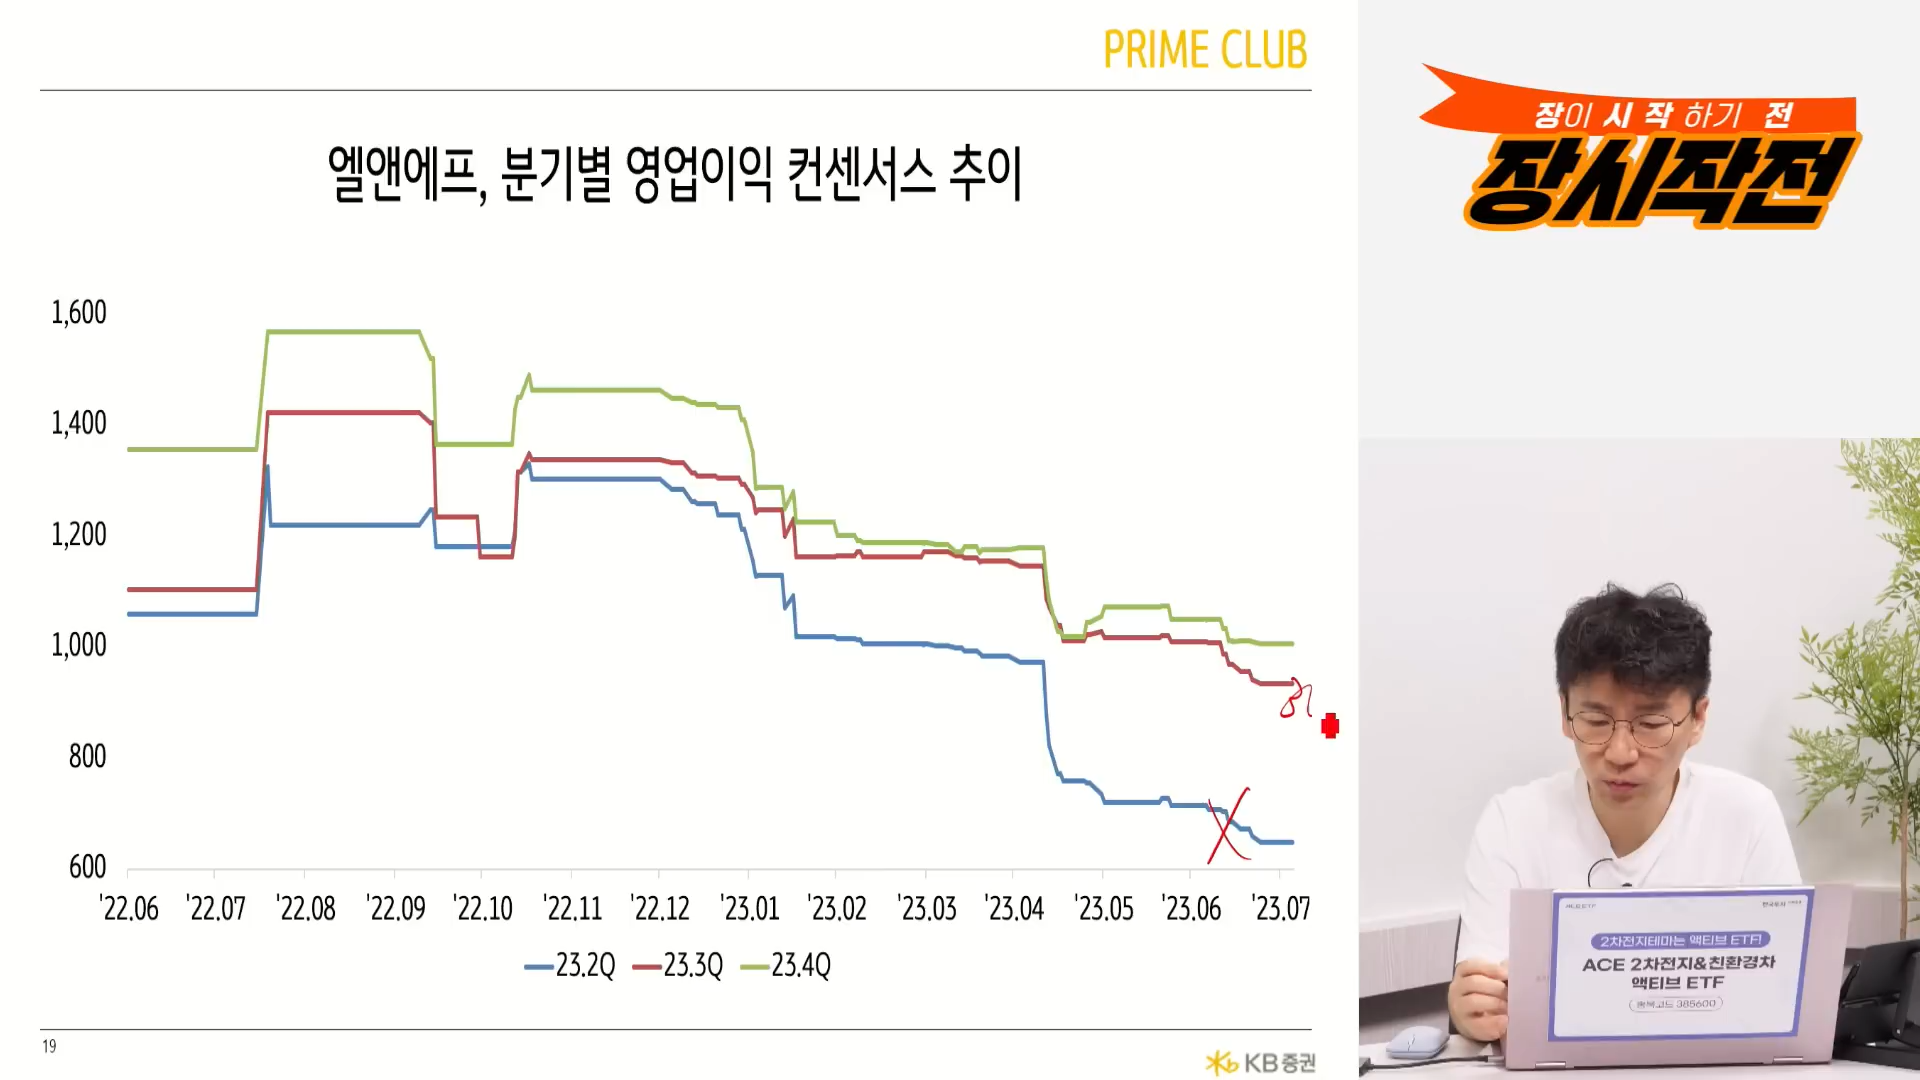 PRIME CLUB
장이 시작하기 전
장시작전
엘앤에프, 분기별 영업이익 컨센서스 추이
1,600
1,400
1,200
1,000
800
600
'22.06 '22.07 '22.08 '22.09 '22.10 '22.11 '22.12 '23.01 '23.02 '23.03 '23.04 '23.05 '23.06 '23.07
23.2Q 23.3Q 23.4Q
19
KB증권
2차전지테마는 액티브 ETF!
ACE 2차전지&친환경차
액티브 ETF
종목코드 385600